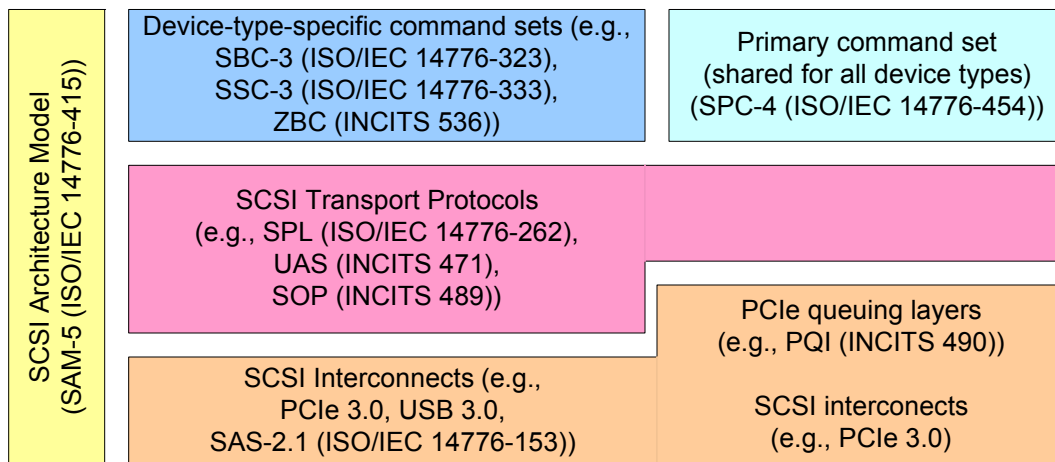 SCSI Architecture Model
(SAM-5 (ISO/IEC 14776-415))
Device-type-specific command sets (e.g.,
SBC-3 (ISO/IEC 14776-323),
SSC-3 (ISO/IEC 14776-333),
ZBC (INCITS 536))
Primary command set
(shared for all device types)
(SPC-4 (ISO/IEC 14776-454))
SCSI Transport Protocols
(e.g., SPL (ISO/IEC 14776-262),
UAS (INCITS 471),
SOP (INCITS 489))
PCIe queuing layers
(e.g., PQI (INCITS 490))
SCSI Interconnects (e.g.,
PCIe 3.0, USB 3.0,
SAS-2.1 (ISO/IEC 14776-153))
SCSI interconects
(e.g., PCIe 3.0)